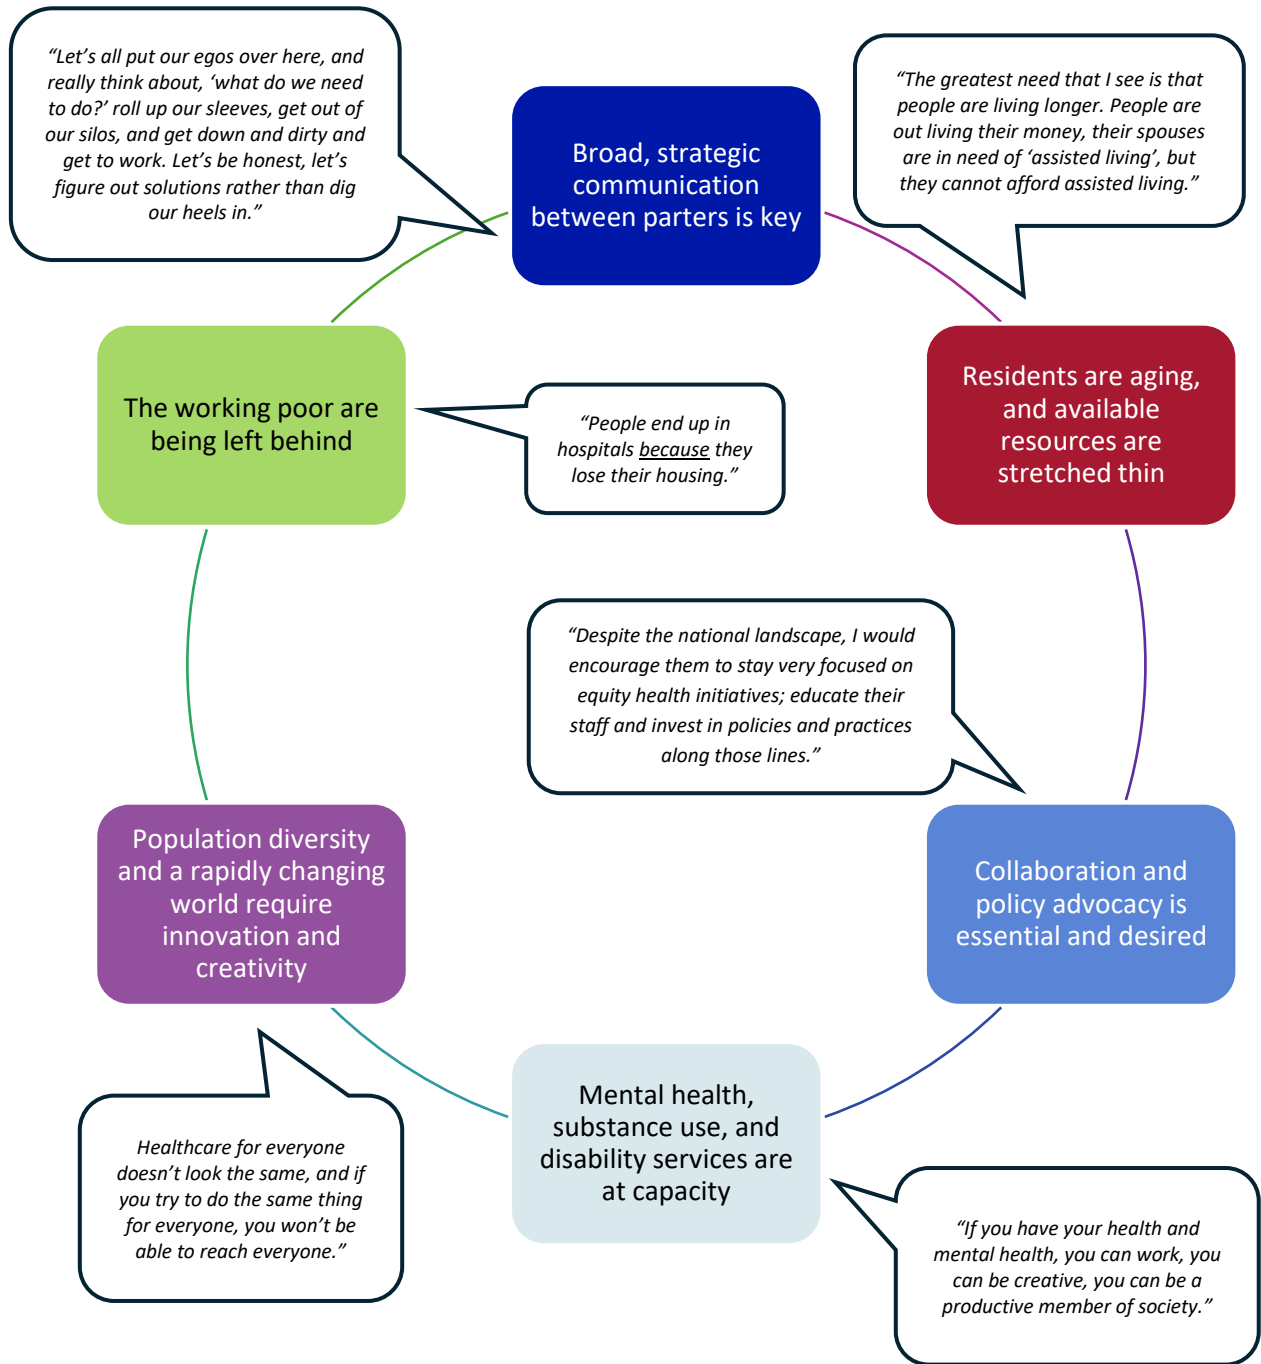 “Let’s all put our egos over here, and
really think about, ‘what do we need
to do?’ roll up our sleeves, get out of
our silos, and get down and dirty and
get to work. Let’s be honest, let’s
figure out solutions rather than dig
our heels in.”
Broad, strategic
communication
between parters is key
“The greatest need that I see is that
people are living longer. People are
out living their money, their spouses
are in need of ‘assisted living’, but
they cannot afford assisted living.”
The working poor are
being left behind
“People end up in
hospitals because they
lose their housing.”
Residents are aging,
and available
resources are
stretched thin
“Despite the national landscape, I would
encourage them to stay very focused on
equity health initiatives; educate their
staff and invest in policies and practices
along those lines.”
Population diversity
and a rapidly changing
world require
innovation and
creativity
Collaboration and
policy advocacy is
essential and desired
Mental health,
substance use, and
disability services are
at capacity
Healthcare for everyone
doesn’t look the same, and if
you try to do the same thing
for everyone, you won’t be
able to reach everyone.”
“If you have your health and
mental health, you can work, you
can be creative, you can be a
productive member of society.”